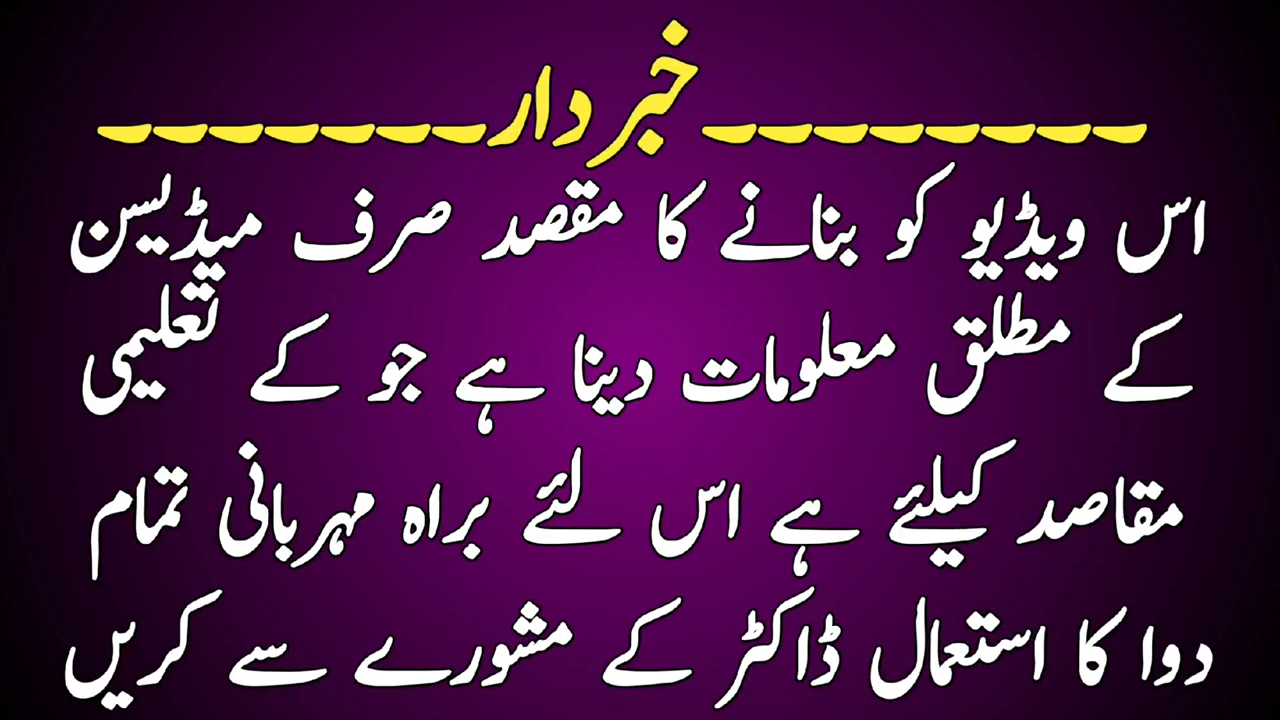 ۔۔۔۔۔۔۔۔خبردار۔۔۔۔۔۔۔
اس ویڈیو کو بنانے کا مقصد صرف میڈیسن
کے مطلق معلومات دینا ہے جو کے تعلیمی
مقاصد کیلئے ہے اس لئے براہ مہربانی تمام
دوا کا استعمال ڈاکٹر کے مشورے سے کریں